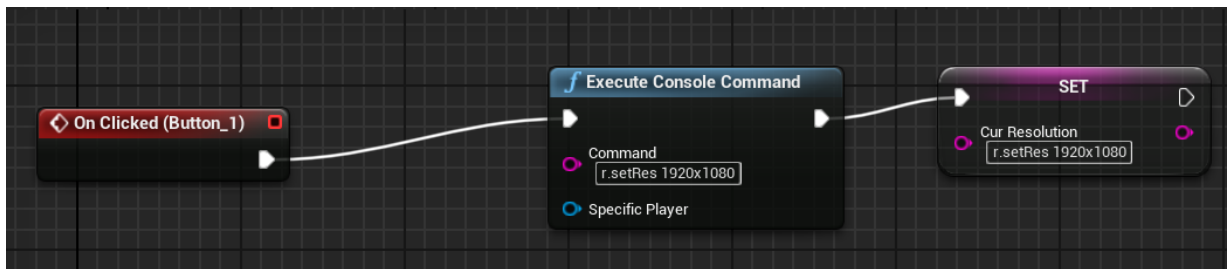 On Clicked (Button_1)
f Execute Console Command
Command
r.setRes 1920x1080
Specific Player
SET
Cur Resolution
r.setRes 1920x1080